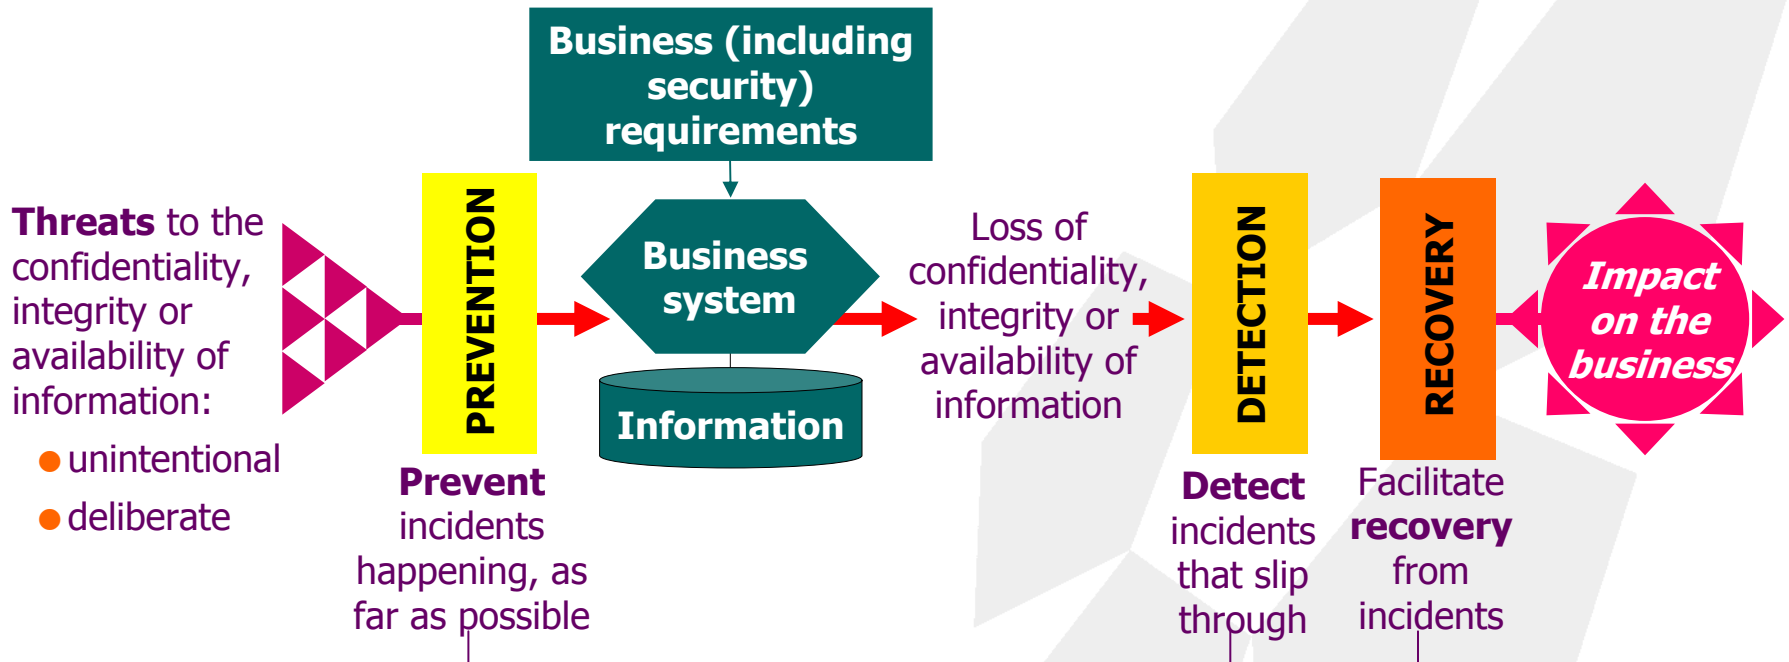 Business (including
security)
requirements
Threats to the
confidentiality,
integrity or
availability of
information:
unintentional
deliberate
PREVENTION
Prevent
incidents
happening, as
far as possible
Business
system
Information
Loss of
confidentiality,
integrity or
availability of
information
DETECTION
Detect
incidents
that slip
through
RECOVERY
Facilitate
recovery
from
incidents
Impact
on the
business